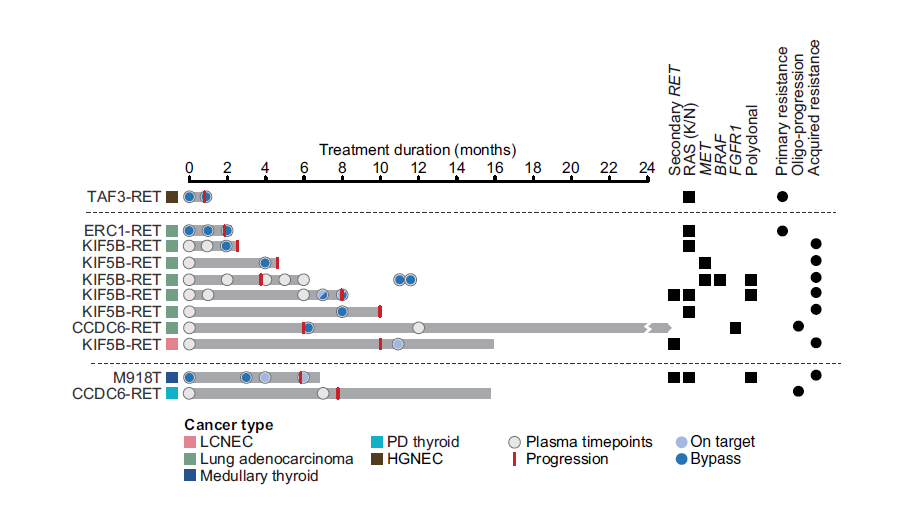 Secondary RET
RAS (K/N)
MET
BRAF
FGFR1
Polyclonal
Primary resistance
Oligo-progression
Acquired resistance
Treatment duration (months)
0 2 4 6 8 10 12 14 16 18 20 22 24
TAF3-RET
ERC1-RET
KIF5B-RET
KIF5B-RET
KIF5B-RET
KIF5B-RET
KIF5B-RET
CCDC6-RET
KIF5B-RET
M918T
CCDC6-RET
Cancer type
LCNEC PD thyroid Plasma timepoints On target
Lung adenocarcinoma HGNEC Progression Bypass
Medullary thyroid